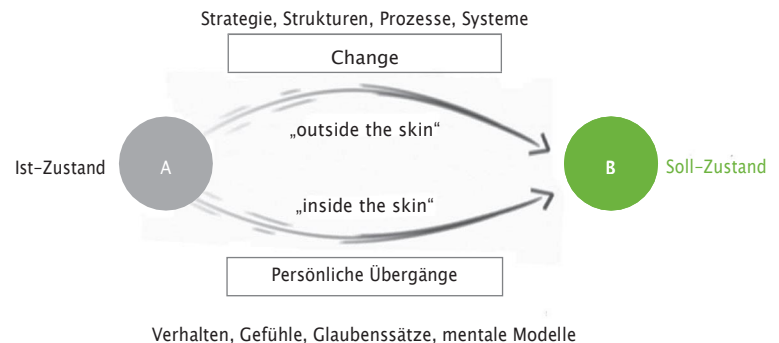 Strategie, Strukturen, Prozesse, Systeme
Change
„outside the skin“
Ist-Zustand
A
B
Soll-Zustand
„inside the skin“
Persönliche Übergänge
Verhalten, Gefühle, Glaubenssätze, mentale Modelle